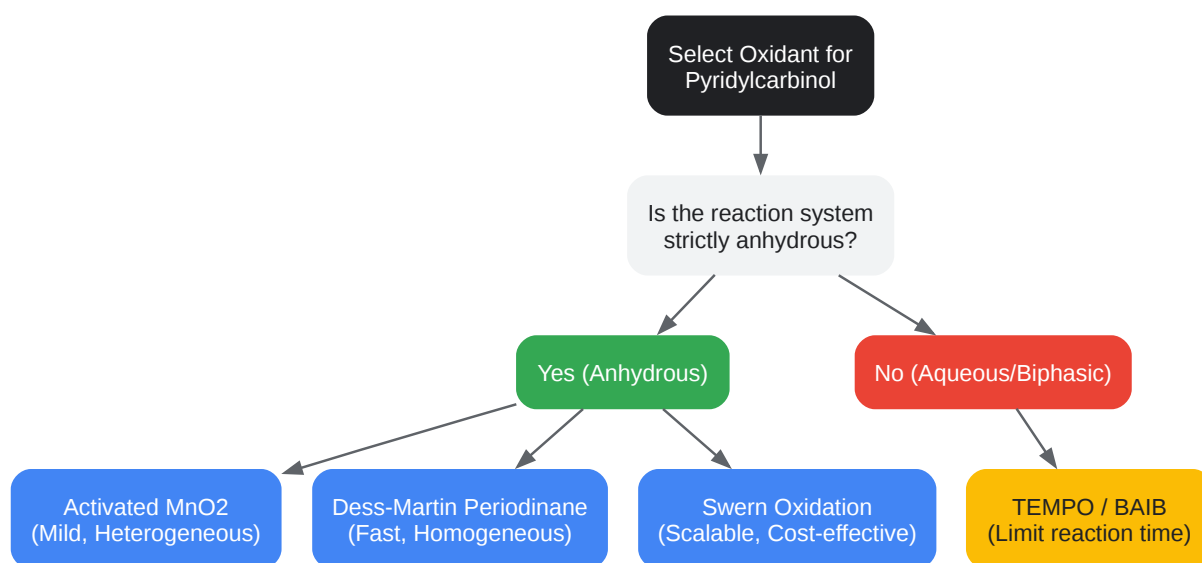 Select Oxidant for
Pyridylcarbinol
Is the reaction system
strictly anhydrous?
Yes (Anhydrous)
No (Aqueous/Biphasic)
Activated MnO2
(Mild, Heterogeneous)
Dess-Martin Periodinane
(Fast, Homogeneous)
Swern Oxidation
(Scalable, Cost-effective)
TEMPO / BAIB
(Limit reaction time)